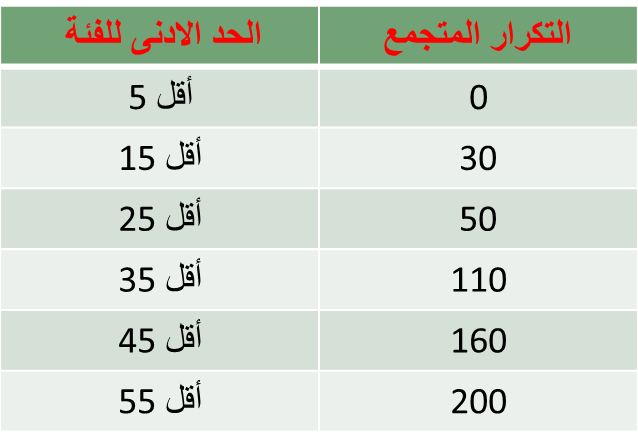 التكرار المتجمع الحد الادنى للفئة
0 أقل 5
30 أقل 15
50 أقل 25
110 أقل 35
160 أقل 45
200 أقل 55